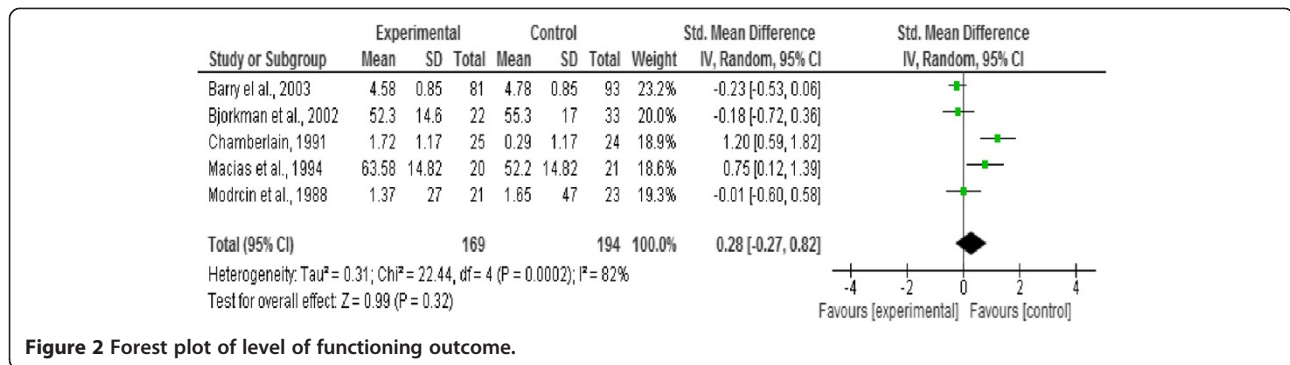 Experimental Control Std. Mean Difference Std. Mean Difference
Study or Subgroup Mean SD Total Mean SD Total Weight IV, Random, 95% CI IV, Random, 95% CI
Barry el al., 2003 4.58 0.85 81 4.78 0.85 93 23.2% -0.23 [-0.53, 0.06]
Bjorkman et al., 2002 52.3 14.6 22 55.3 17 33 20.0% -0.18 [-0.72, 0.36]
Chamberlain, 1991 1.72 1.17 25 0.29 1.17 24 18.9% 1.20 [0.59, 1.82]
Macias et al., 1994 63.58 14.82 20 52.2 14.82 21 18.6% 0.75 [0.12, 1.39]
Modrcin et al., 1988 1.37 27 21 1.65 47 23 19.3% -0.01 [-0.60, 0.58]
Total (95% CI) 169 194 100.0% 0.28 [-0.27, 0.82]
Heterogeneity: Tau² = 0.31; Chi² = 22.44, df = 4 (P = 0.0002); I² = 82%
Test for overall effect: Z = 0.99 (P = 0.32)
-4 -2 0 2 4
Favours [experimental] Favours [control]
Figure 2 Forest plot of level of functioning outcome.